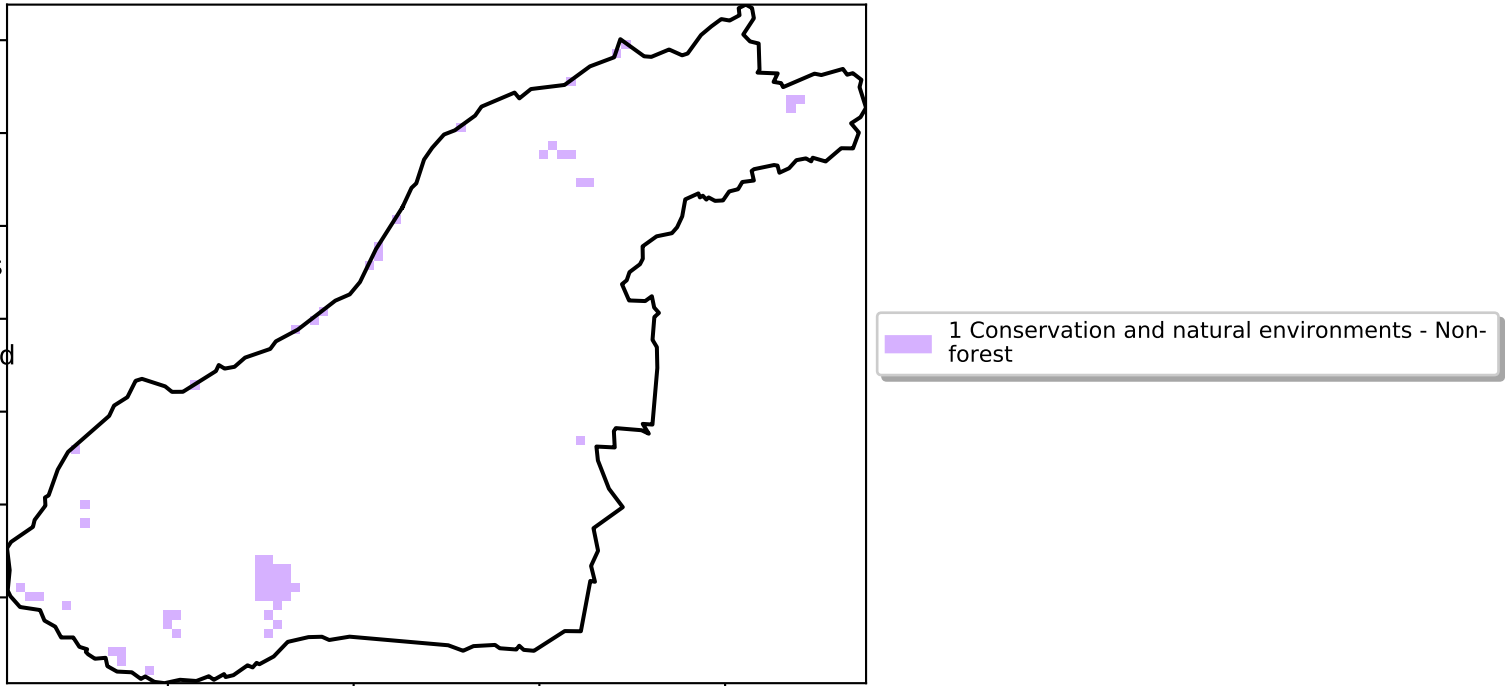 d
1 Conservation and natural environments - Non-
forest